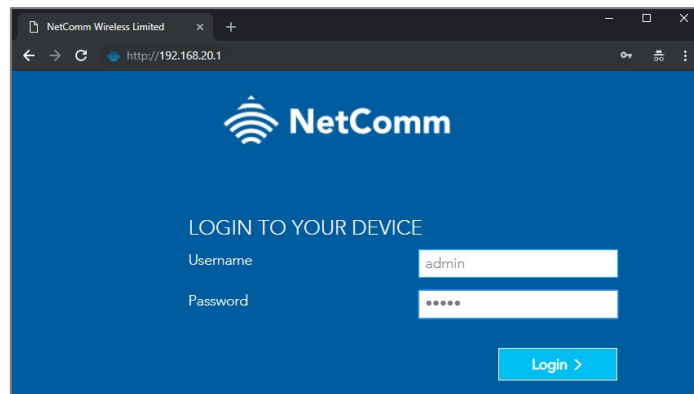 NetComm Wireless Limited
http://192.168.20.1
NetComm
LOGIN TO YOUR DEVICE
Username admin
Password •••••
Login >